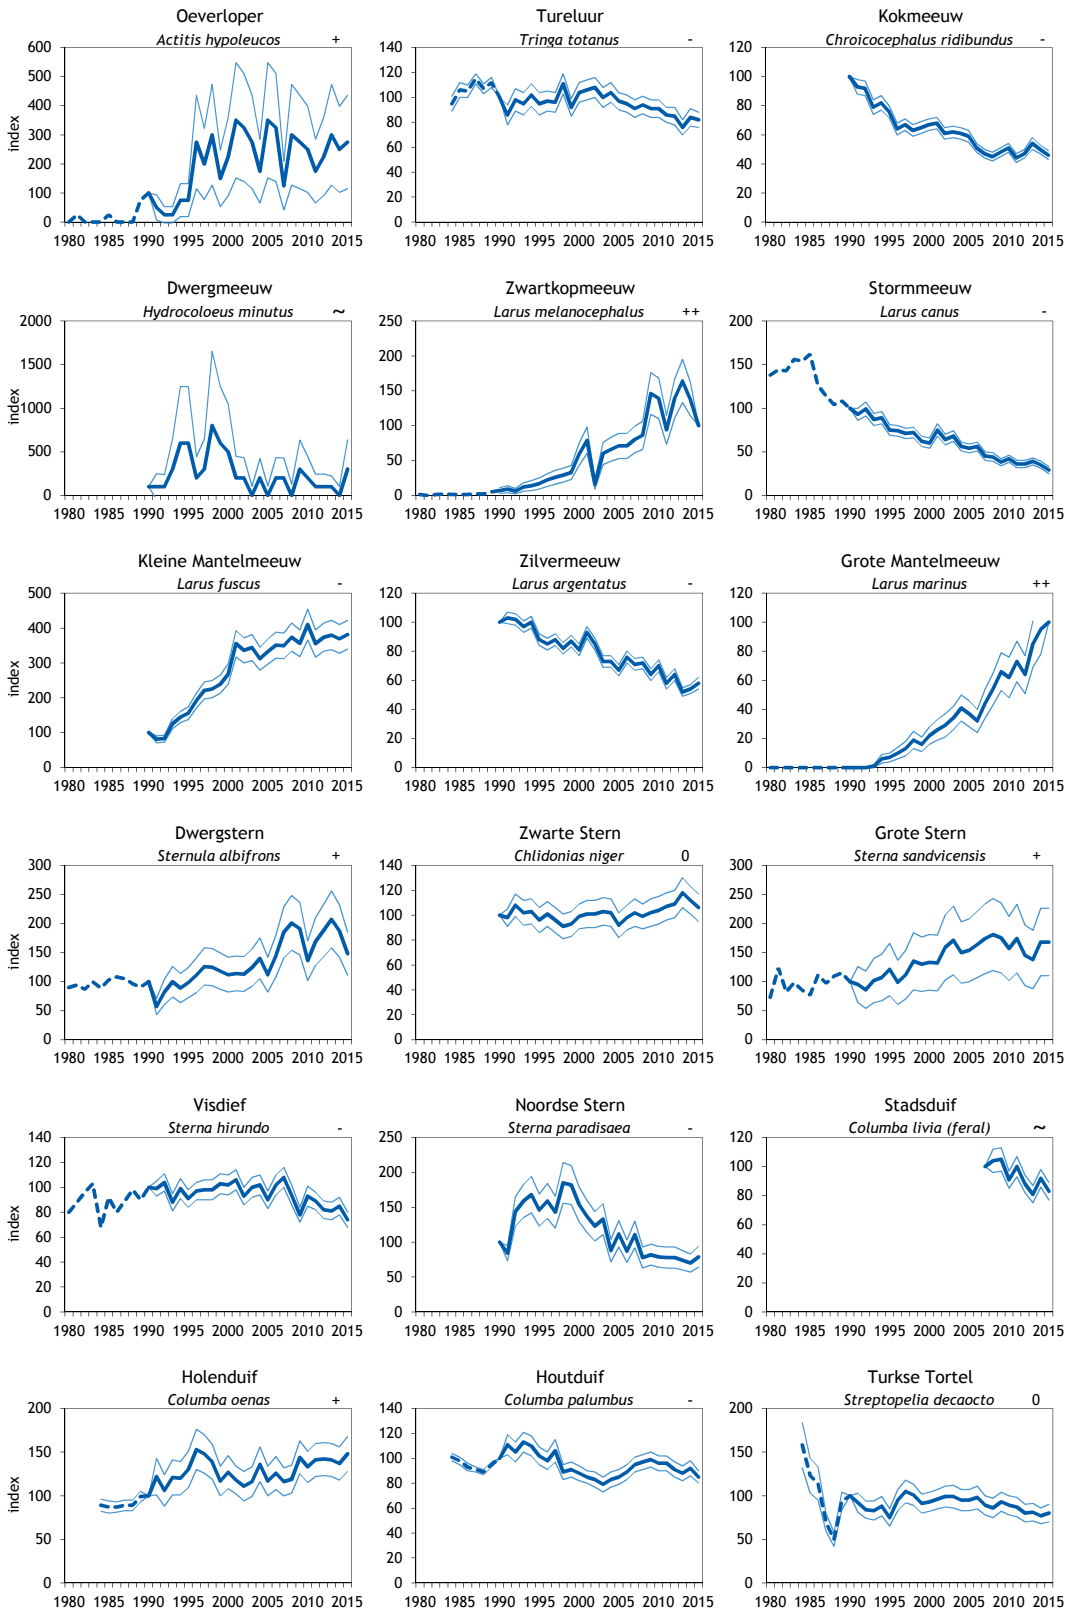 Oeverloper
Actitis hypoleucos +
600
500
400
300
200
100
0
index
1980 1985 1990 1995 2000 2005 2010 2015
Tureluur
Tringa totanus -
140
120
100
80
60
40
20
0
1980 1985 1990 1995 2000 2005 2010 2015
Kokmeeuw
Chroicocephalus ridibundus -
120
100
80
60
40
20
0
1980 1985 1990 1995 2000 2005 2010 2015
Dwergmeeuw
Hydrocoloeus minutus ~
2000
1500
1000
500
0
index
1980 1985 1990 1995 2000 2005 2010 2015
Zwartkopmeeuw
Larus melanocephalus ++
250
200
150
100
50
0
1980 1985 1990 1995 2000 2005 2010 2015
Stormmeeuw
Larus canus -
200
150
100
50
0
1980 1985 1990 1995 2000 2005 2010 2015
Kleine Mantelmeeuw
Larus fuscus -
500
400
300
200
100
0
index
1980 1985 1990 1995 2000 2005 2010 2015
Zilvermeeuw
Larus argentatus -
120
100
80
60
40
20
0
1980 1985 1990 1995 2000 2005 2010 2015
Grote Mantelmeeuw
Larus marinus ++
120
100
80
60
40
20
0
1980 1985 1990 1995 2000 2005 2010 2015
Dwergstern
Sternula albifrons +
300
250
200
150
100
50
0
index
1980 1985 1990 1995 2000 2005 2010 2015
Zwarte Stern
Chlidonias niger 0
140
120
100
80
60
40
20
0
1980 1985 1990 1995 2000 2005 2010 2015
Grote Stern
Sterna sandvicensis +
300
250
200
150
100
50
0
1980 1985 1990 1995 2000 2005 2010 2015
Visdief
Sterna hirundo -
140
120
100
80
60
40
20
0
index
1980 1985 1990 1995 2000 2005 2010 2015
Noordse Stern
Sterna paradisaea -
250
200
150
100
50
0
1980 1985 1990 1995 2000 2005 2010 2015
Stadsduif
Columba livia (feral) ~
120
100
80
60
40
20
0
1980 1985 1990 1995 2000 2005 2010 2015
Holenduif
Columba oenas +
200
150
100
50
0
index
1980 1985 1990 1995 2000 2005 2010 2015
Houtduif
Columba palumbus -
140
120
100
80
60
40
20
0
1980 1985 1990 1995 2000 2005 2010 2015
Turkse Tortel
Streptopelia decaocto 0
200
150
100
50
0
1980 1985 1990 1995 2000 2005 2010 2015